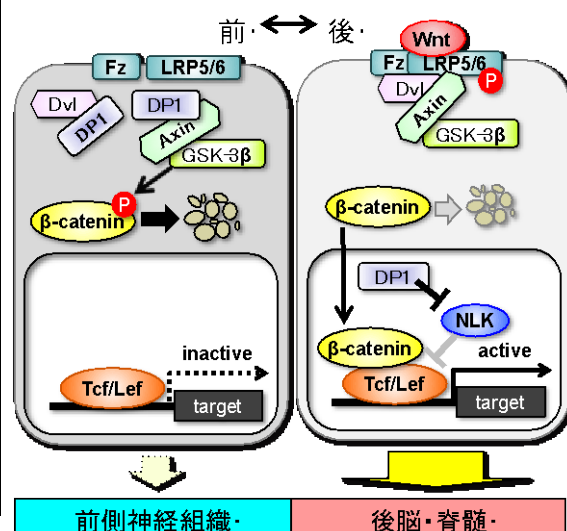 前・ ⟷ 後・
Fz LRP5/6
Dvl
DP1
DP1
Axin
GSK-3β
P
β-catenin
inactive
Tcf/Lef
target
前側神経組織・
Wnt
Fz LRP5/6
P
Dvl
Axin
GSK-3β
β-catenin
DP1
NLK
β-catenin
active
Tcf/Lef
target
後脳・脊髄・